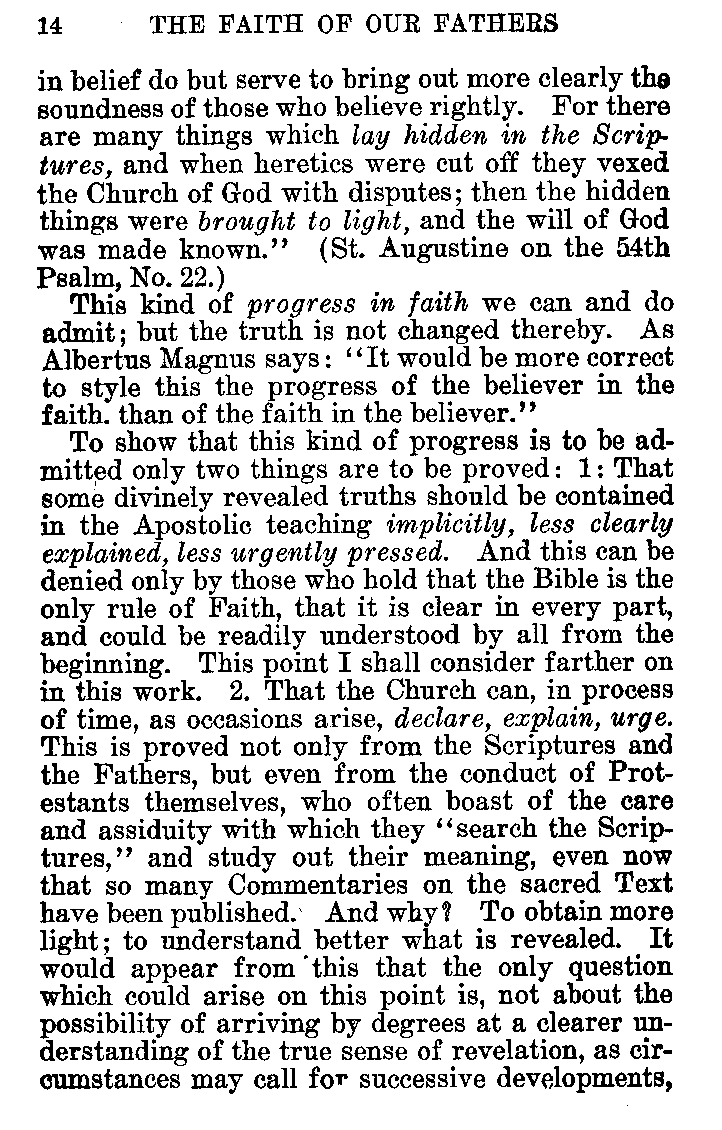 14 THE FAITH OF OUR FATHERS
in belief do but serve to bring out more clearly the
soundness of those who believe rightly. For there
are many things which lay hidden in the Scrip-
tures, and when heretics were cut off they vexed
the Church of God with disputes; then the hidden
things were brought to light, and the will of God
was made known." (St. Augustine on the 54th
Psalm, No. 22.)
This kind of progress in faith we can and do
admit; but the truth is not changed thereby. As
Albertus Magnus says: "It would be more correct
to style this the progress of the believer in the
faith. than of the faith in the believer."
To show that this kind of progress is to be ad-
mitted only two things are to be proved: 1: That
some divinely revealed truths should be contained
in the Apostolic teaching implicitly, less clearly
explained, less urgently pressed. And this can be
denied only by those who hold that the Bible is the
only rule of Faith, that it is clear in every part,
and could be readily understood by all from the
beginning. This point I shall consider farther on
in this work. 2. That the Church can, in process
of time, as occasions arise, declare, explain, urge.
This is proved not only from the Scriptures and
the Fathers, but even from the conduct of Prot-
estants themselves, who often boast of the care
and assiduity with which they "search the Scrip-
tures," and study out their meaning, even now
that so many Commentaries on the sacred Text
have been published. And why? To obtain more
light; to understand better what is revealed. It
would appear from this that the only question
which could arise on this point is, not about the
possibility of arriving by degrees at a clearer un-
derstanding of the true sense of revelation, as cir-
cumstances may call for successive developments,